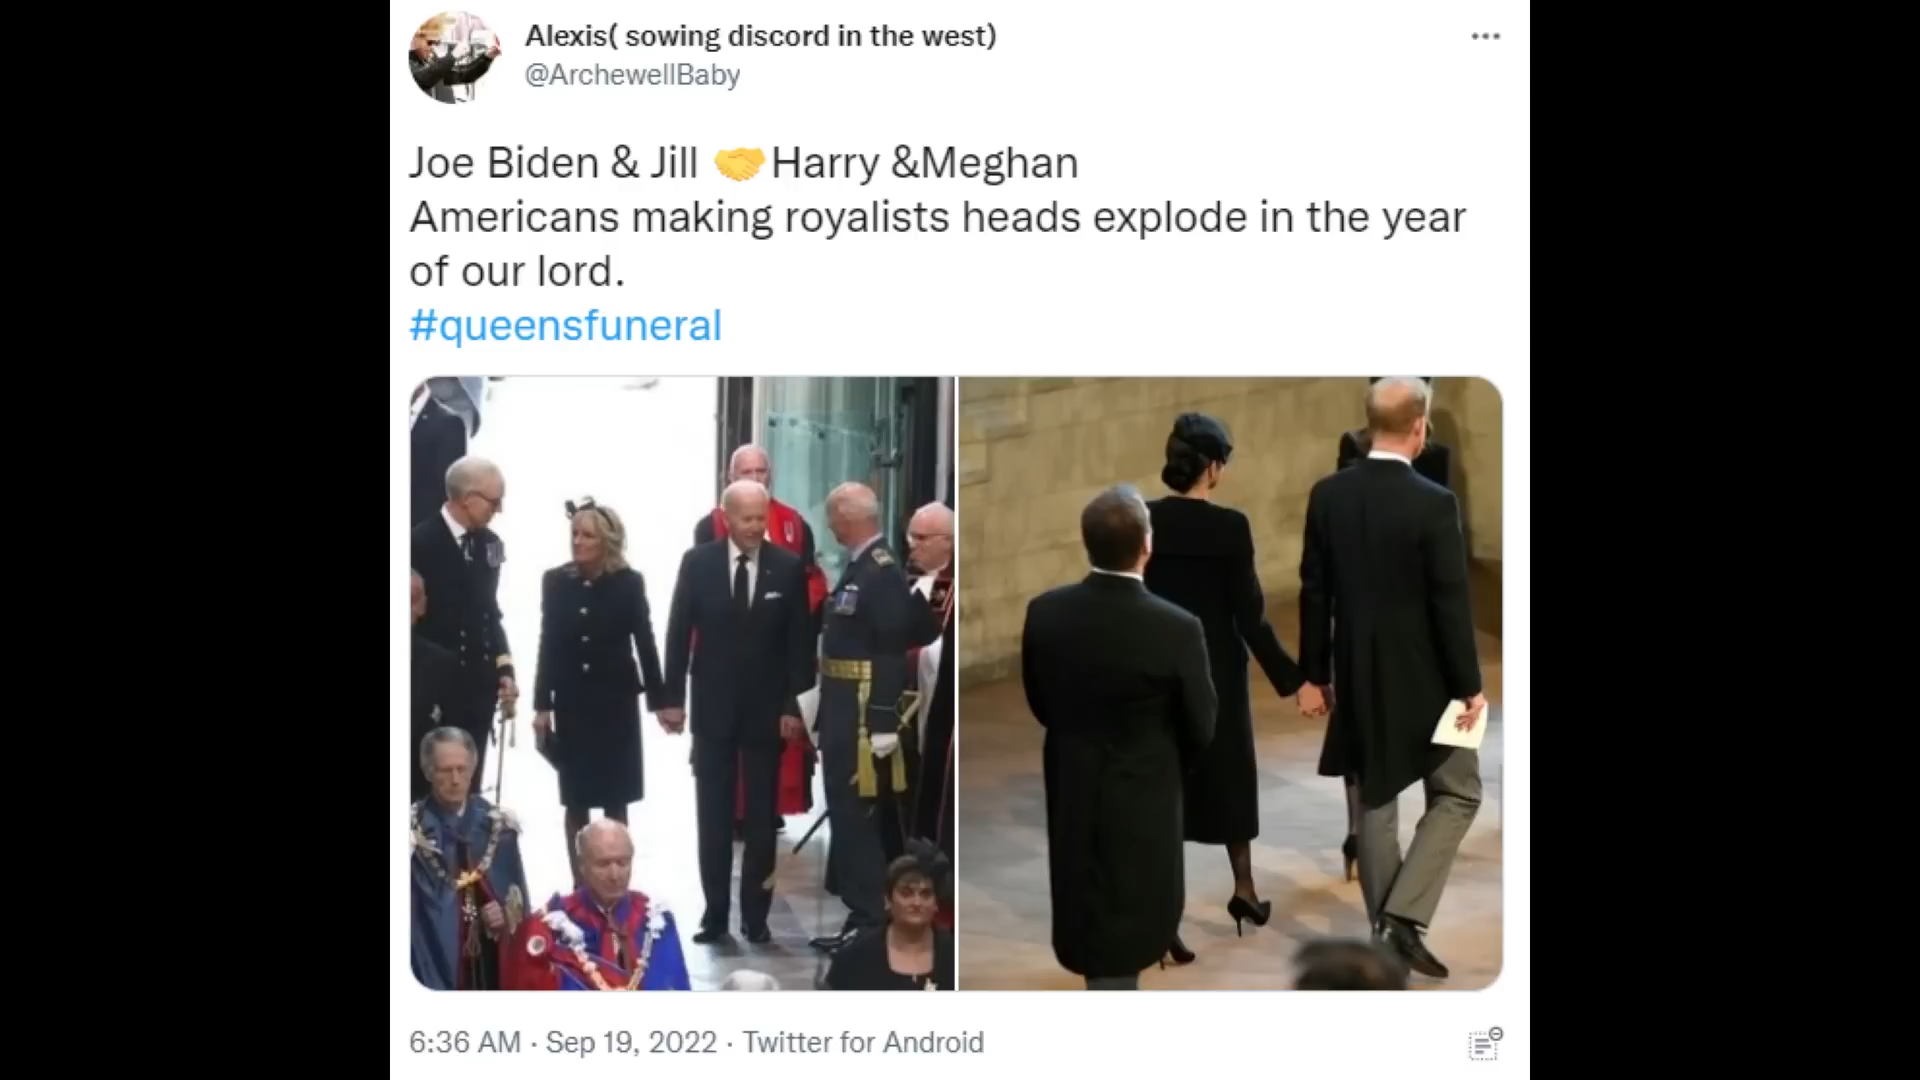 Alexis( sowing discord in the west)
@ArchewellBaby
Joe Biden & Jill 🤝Harry &Meghan
Americans making royalists heads explode in the year
of our lord.
#queensfuneral
6:36 AM · Sep 19, 2022 · Twitter for Android